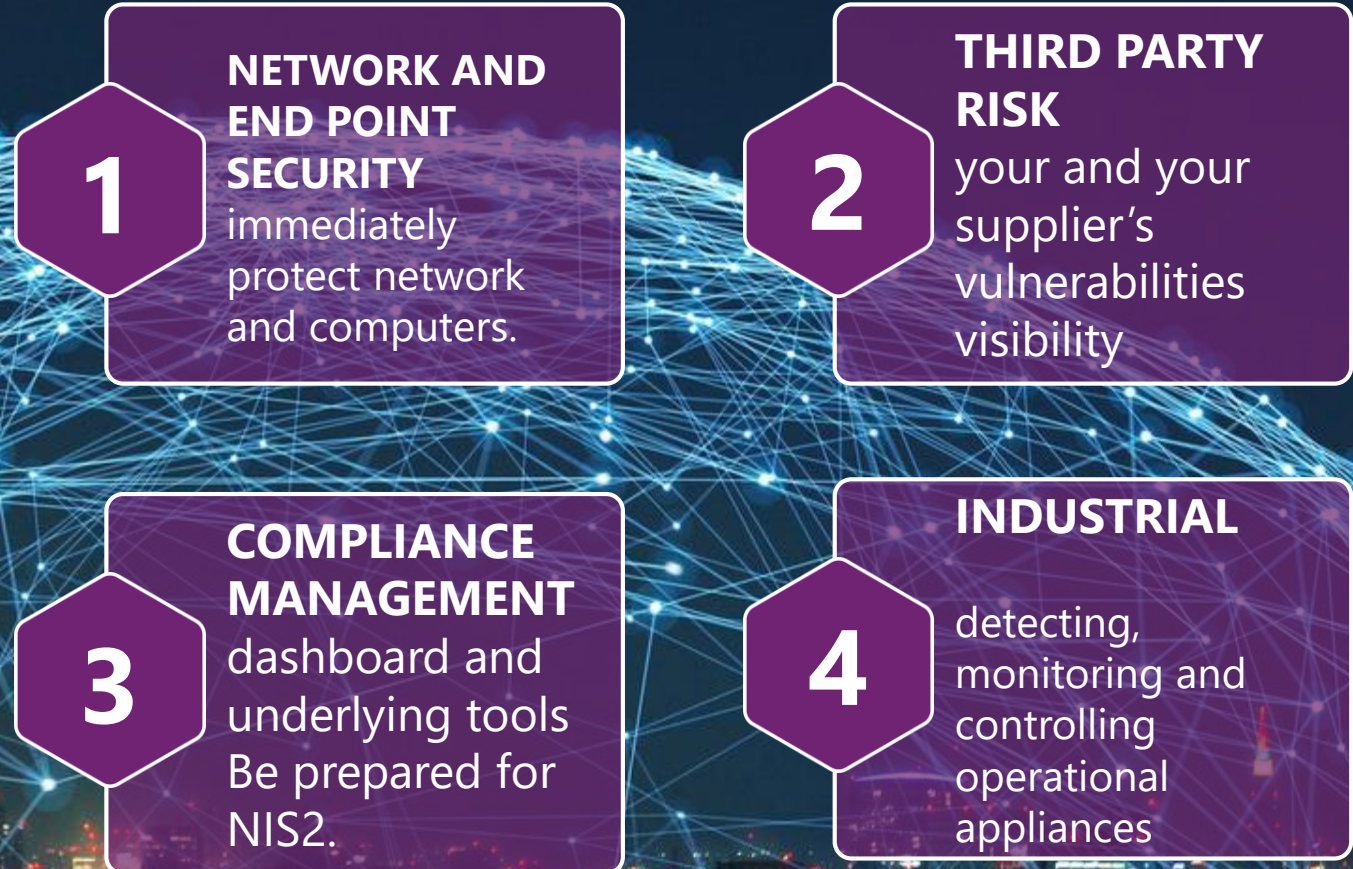 1
NETWORK AND
END POINT
SECURITY
immediately
protect network
and computers.
2
THIRD PARTY
RISK
your and your
supplier’s
vulnerabilities
visibility
3
COMPLIANCE
MANAGEMENT
dashboard and
underlying tools
Be prepared for
NIS2.
4
INDUSTRIAL
detecting,
monitoring and
controlling
operational
appliances